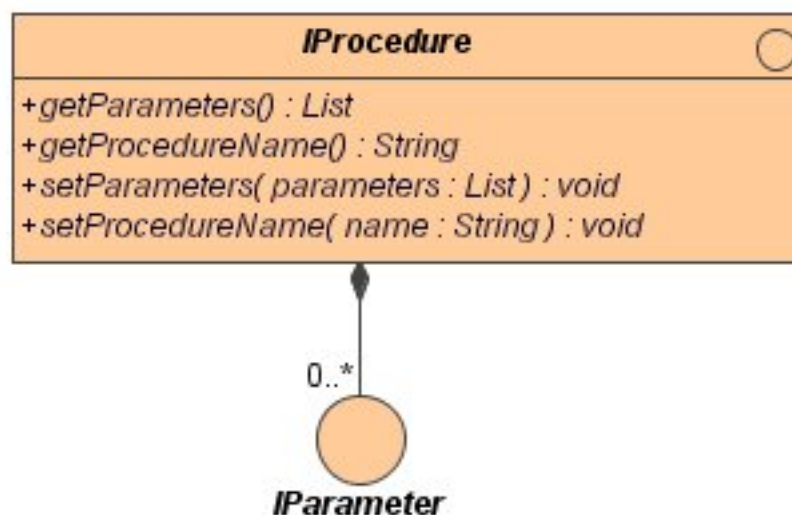 IProcedure
+getParameters() : List
+getProcedureName() : String
+setParameters( parameters : List ) : void
+setProcedureName( name : String ) : void
0..*
IParameter